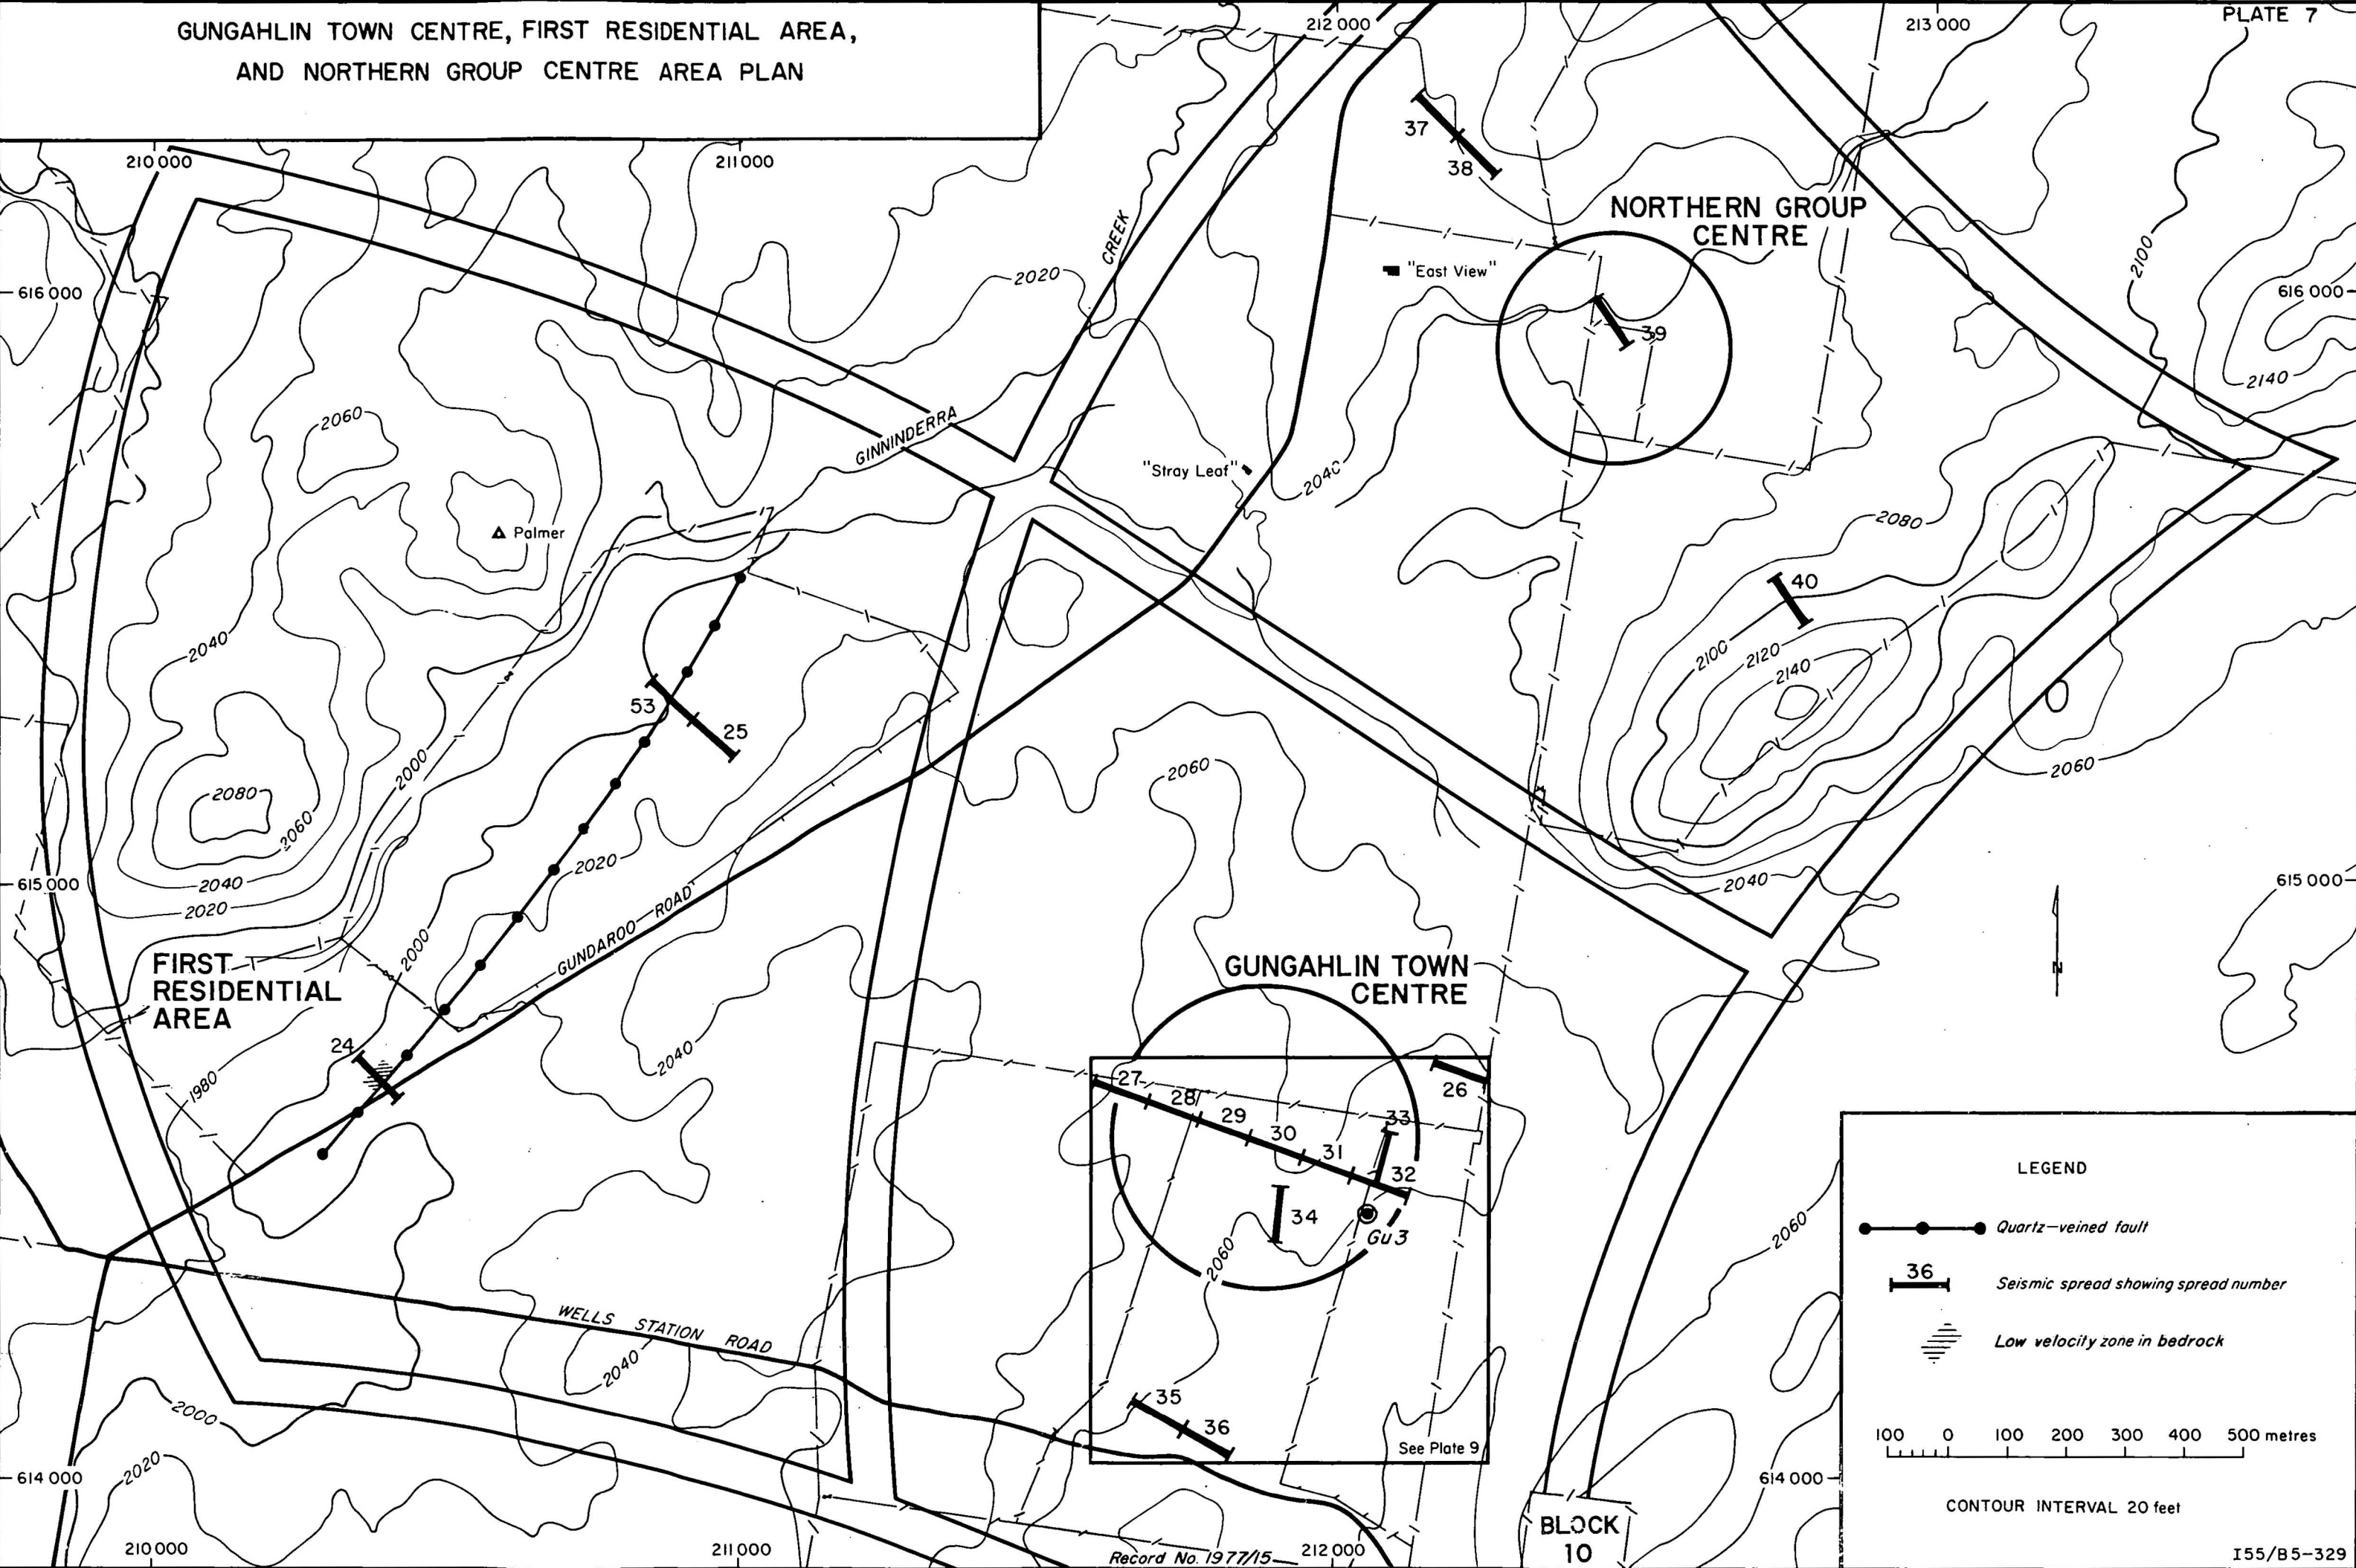 GUNGAHLIN TOWN CENTRE, FIRST RESIDENTIAL AREA,
AND NORTHERN GROUP CENTRE AREA PLAN
PLATE 7
212 000
213 000
210 000
211 000
37
38
NORTHERN GROUP
CENTRE
CREEK
2100
"East View"
2020
616 000
616 000
39
2140
2060
GINNINDERRA
"Stray Leaf"
2040
2080
Palmer
40
2040
2100
2120
2140
53
25
2000
2060
2060
2080
2060
2020
615 000
2040
2020
2040
615 000
GUNDAROO ROAD
2000
FIRST
RESIDENTIAL
AREA
GUNGAHLIN TOWN
CENTRE
N
24
2040
1980
27
28
29
30
31
32
33
26
34
Gu 3
2060
2060
LEGEND
Quartz-veined fault
36
Seismic spread showing spread number
Low velocity zone in bedrock
WELLS STATION ROAD
2040
2000
35
36
See Plate 9
100 0 100 200 300 400 500 metres
2020
614 000
614 000
CONTOUR INTERVAL 20 feet
BLOCK
10
210 000
211 000
Record No. 1977/15
212 000
I55/B5-329